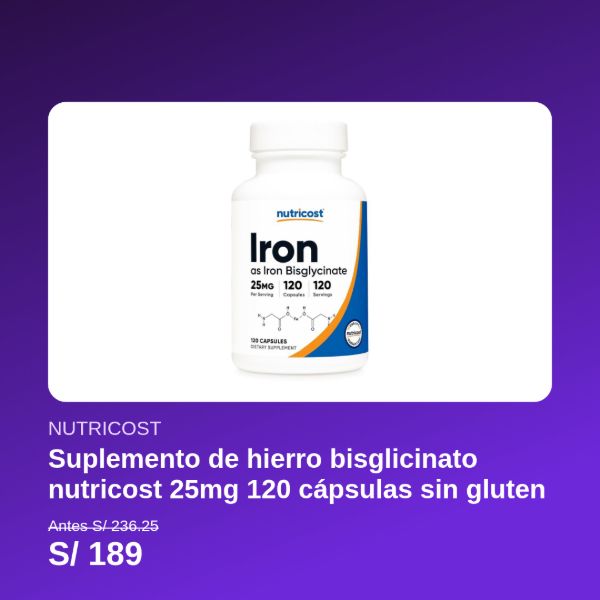 nutricost
Iron
as Iron Bisglycinate
25MG 120 120
Per Serving Capsules Servings
120 CAPSULES
DIETARY SUPPLEMENT
nutricost
NUTRICOST
Suplemento de hierro bisglicinato
nutricost 25mg 120 cápsulas sin gluten
Antes S/ 236.25
S/ 189